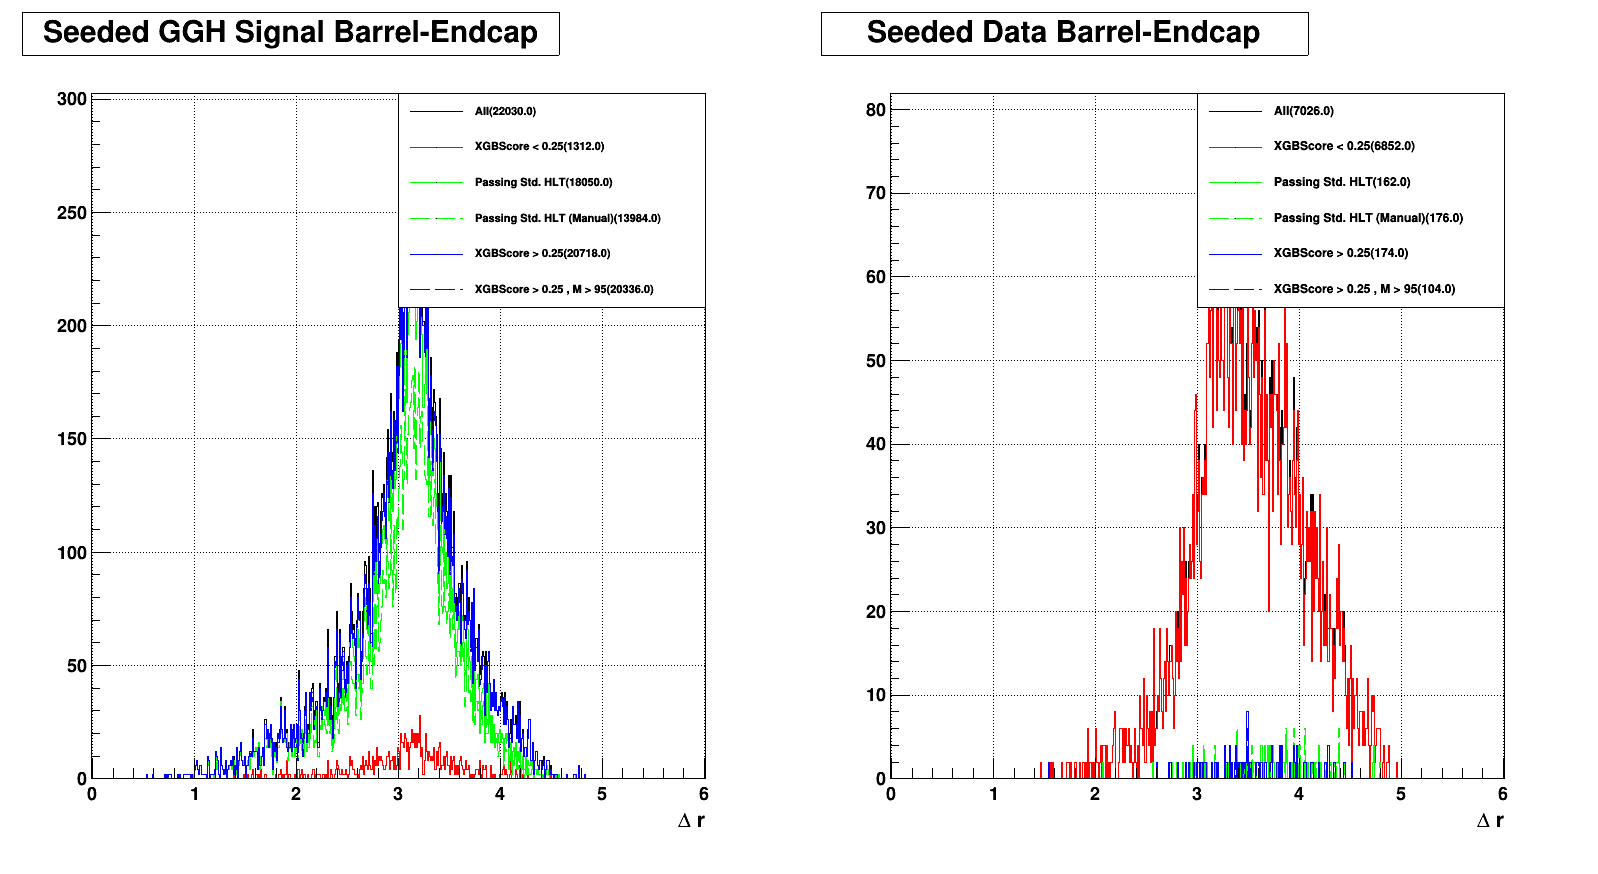 Seeded GGH Signal Barrel-Endcap
300
250
200
150
100
50
0
All(22030.0)
XGBScore < 0.25(1312.0)
Passing Std. HLT(18050.0)
Passing Std. HLT (Manual)(13984.0)
XGBScore > 0.25(20718.0)
XGBScore > 0.25 , M > 95(20336.0)
0 1 2 3 4 5 6
Δ r
Seeded Data Barrel-Endcap
80
70
60
50
40
30
20
10
0
All(7026.0)
XGBScore < 0.25(6852.0)
Passing Std. HLT(162.0)
Passing Std. HLT (Manual)(176.0)
XGBScore > 0.25(174.0)
XGBScore > 0.25 , M > 95(104.0)
0 1 2 3 4 5 6
Δ r